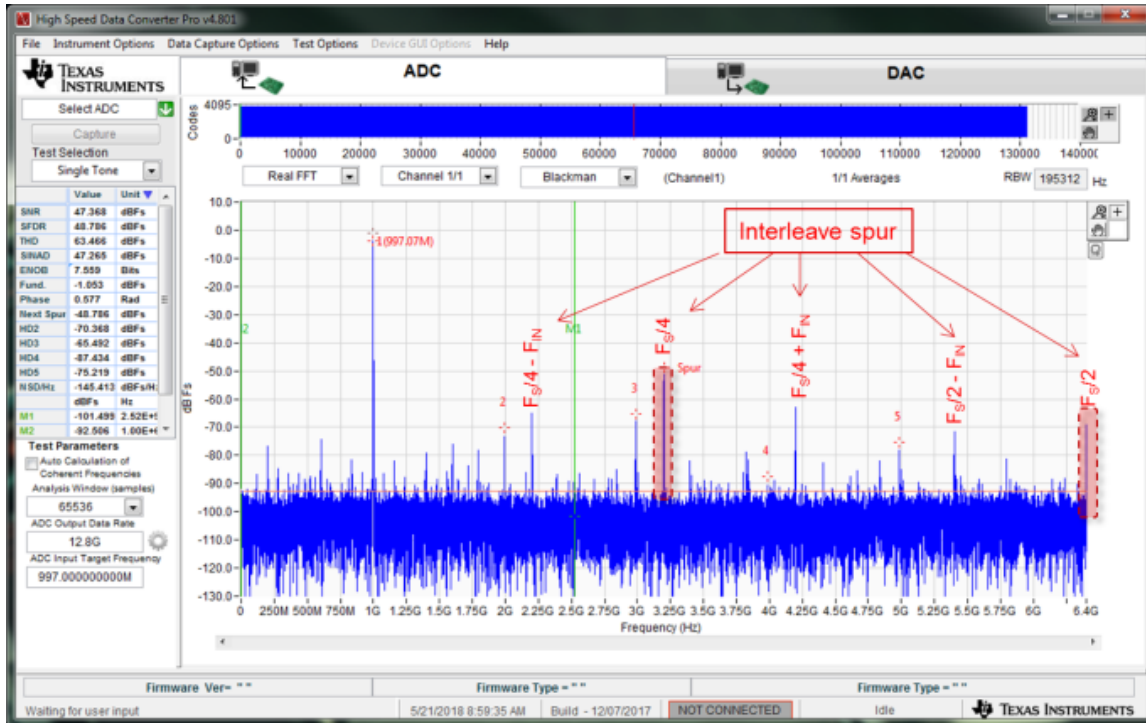 High Speed Data Converter Pro v4.801
File Instrument Options Data Capture Options Test Options Device GUI Options Help
TEXAS INSTRUMENTS
ADC
DAC
Select ADC
Capture
Test Selection
Single Tone
Value Unit
SNR 47.368 dBFs
SFDR 48.786 dBFs
THD 63.466 dBFs
SINAD 47.265 dBFs
ENOB 7.559 Bits
Fund. -1.053 dBFs
Phase 0.577 Rad
Next Spur -48.786 dBFs
HD2 -70.368 dBFs
HD3 -65.492 dBFs
HD4 -87.434 dBFs
HD5 -75.219 dBFs
NSD/Hz -145.413 dBFs/Hz
dBFs Hz
M1 -101.499 2.52E+9
M2 -92.506 1.00E+6
Test Parameters
Auto Calculation of
Coherent Frequencies
Analysis Window (samples)
65536
ADC Output Data Rate
12.8G
ADC Input Target Frequency
997.000000000M
Codes
4095
0
0 10000 20000 30000 40000 50000 60000 70000 80000 90000 100000 110000 120000 130000 14000(
Real FFT Channel 1/1 Blackman (Channel1) 1/1 Averages RBW 195312 Hz
10.0
0.0
-10.0
-20.0
-30.0
-40.0
-50.0
-60.0
-70.0
-80.0
-90.0
-100.0
-110.0
-120.0
-130.0
dBFs
1(997.07M)
Interleave spur
2
M1
FS/4 - FIN
FS/4
FS/4 + FIN
FS/2 - FIN
FS/2
Spur
2
3
4
5
0 250M 500M 750M 1G 1.25G 1.5G 1.75G 2G 2.25G 2.5G 2.75G 3G 3.25G 3.5G 3.75G 4G 4.25G 4.5G 4.75G 5G 5.25G 5.5G 5.75G 6G 6.4G
Frequency (Hz)
Firmware Ver= " " Firmware Type = " " Firmware Type = " "
Waiting for user input 5/21/2018 8:59:35 AM Build - 12/07/2017 NOT CONNECTED Idle TEXAS INSTRUMENTS